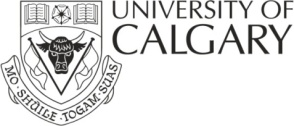 UNIVERSITY OF
CALGARY
MO · SHÙILE · TOGAM · SUAS